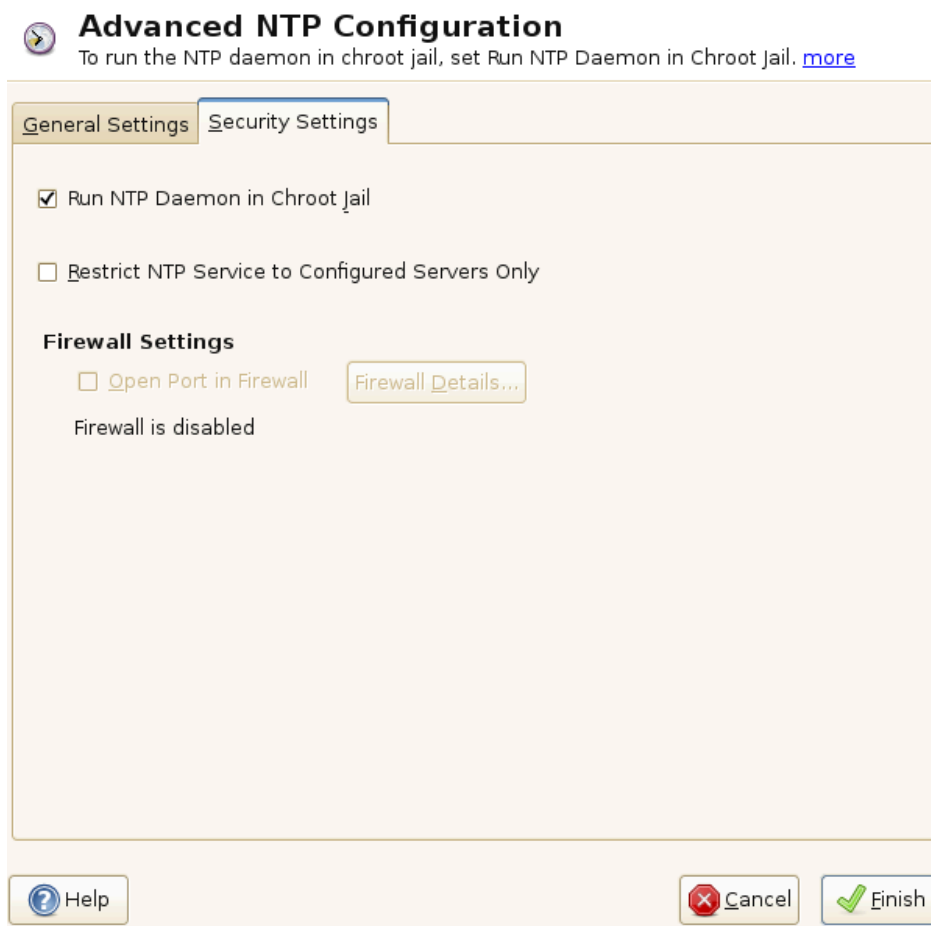 Advanced NTP Configuration
To run the NTP daemon in chroot jail, set Run NTP Daemon in Chroot Jail. more
General Settings Security Settings
Run NTP Daemon in Chroot Jail
Restrict NTP Service to Configured Servers Only
Firewall Settings
Open Port in Firewall Firewall Details...
Firewall is disabled
Help Cancel Finish